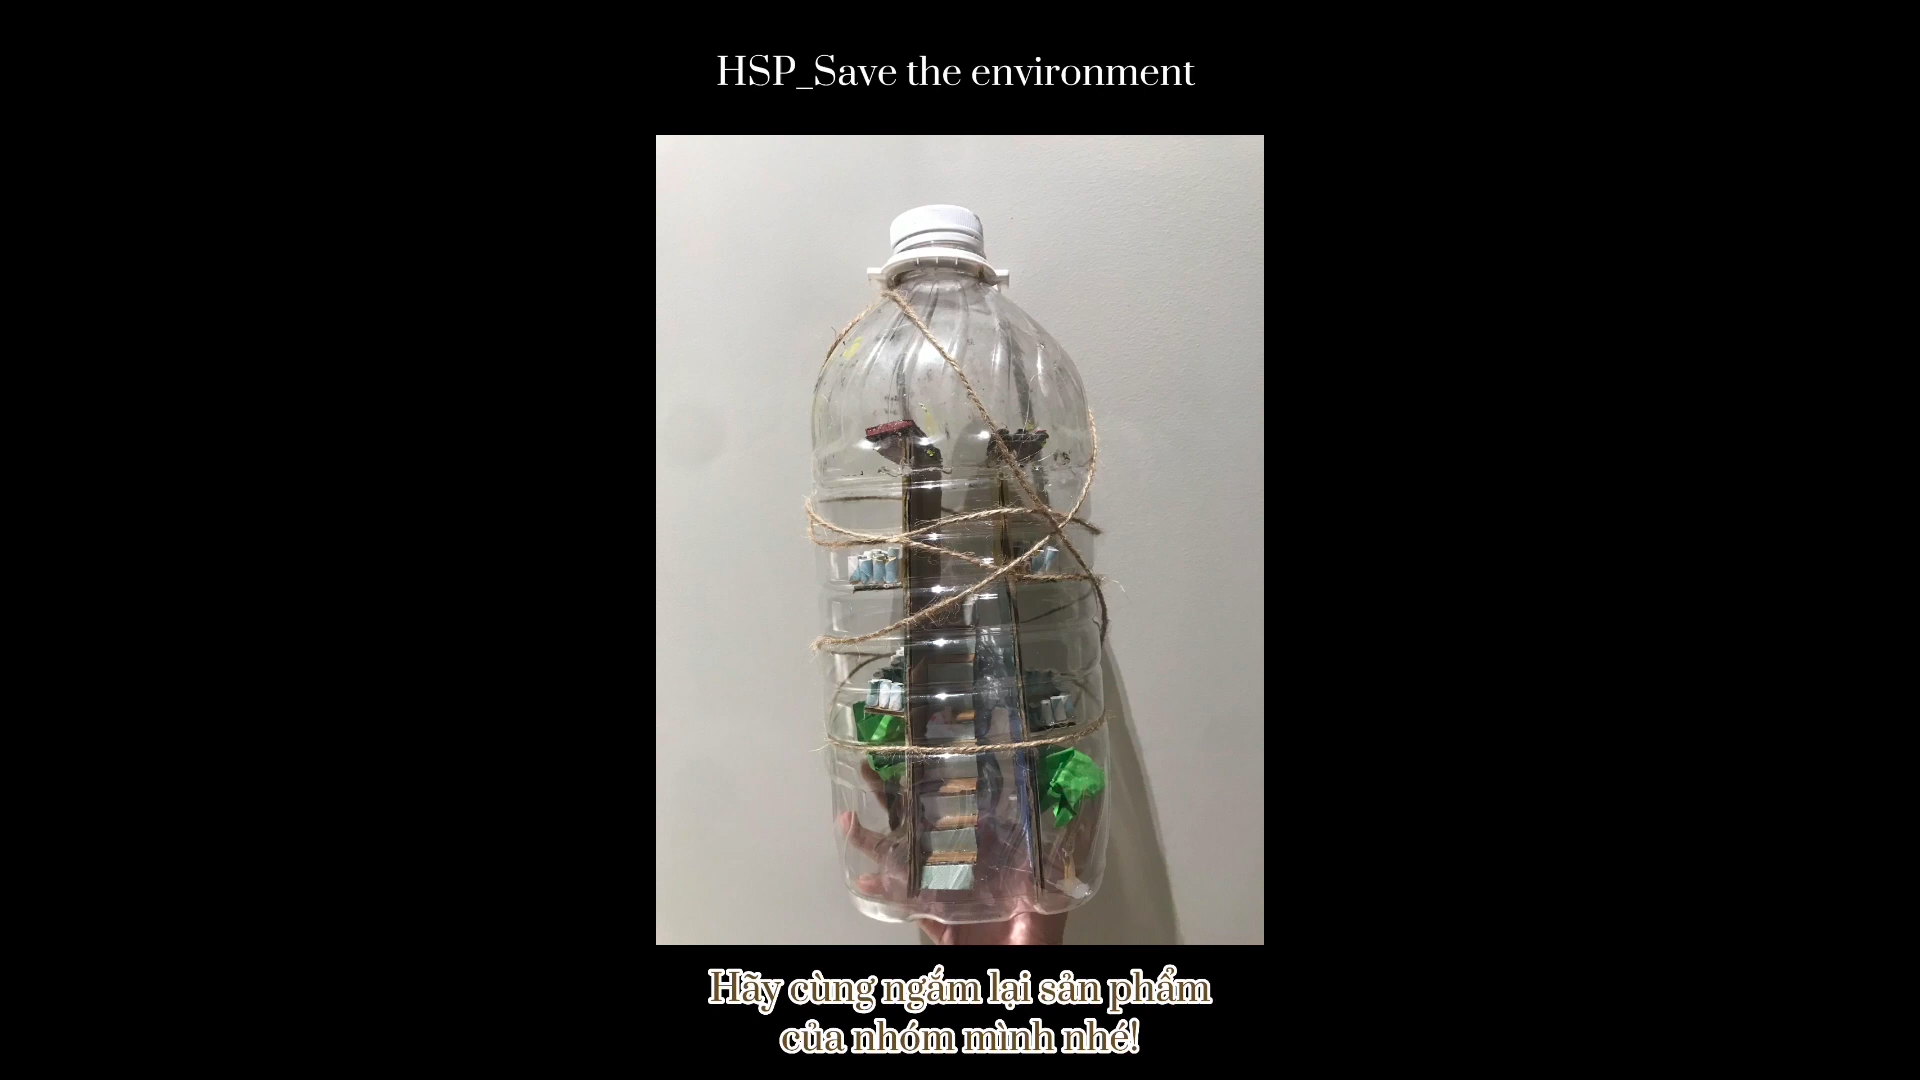 HSP_Save the environment
Hãy cùng ngắm lại sản phẩm
của nhóm mình nhé!